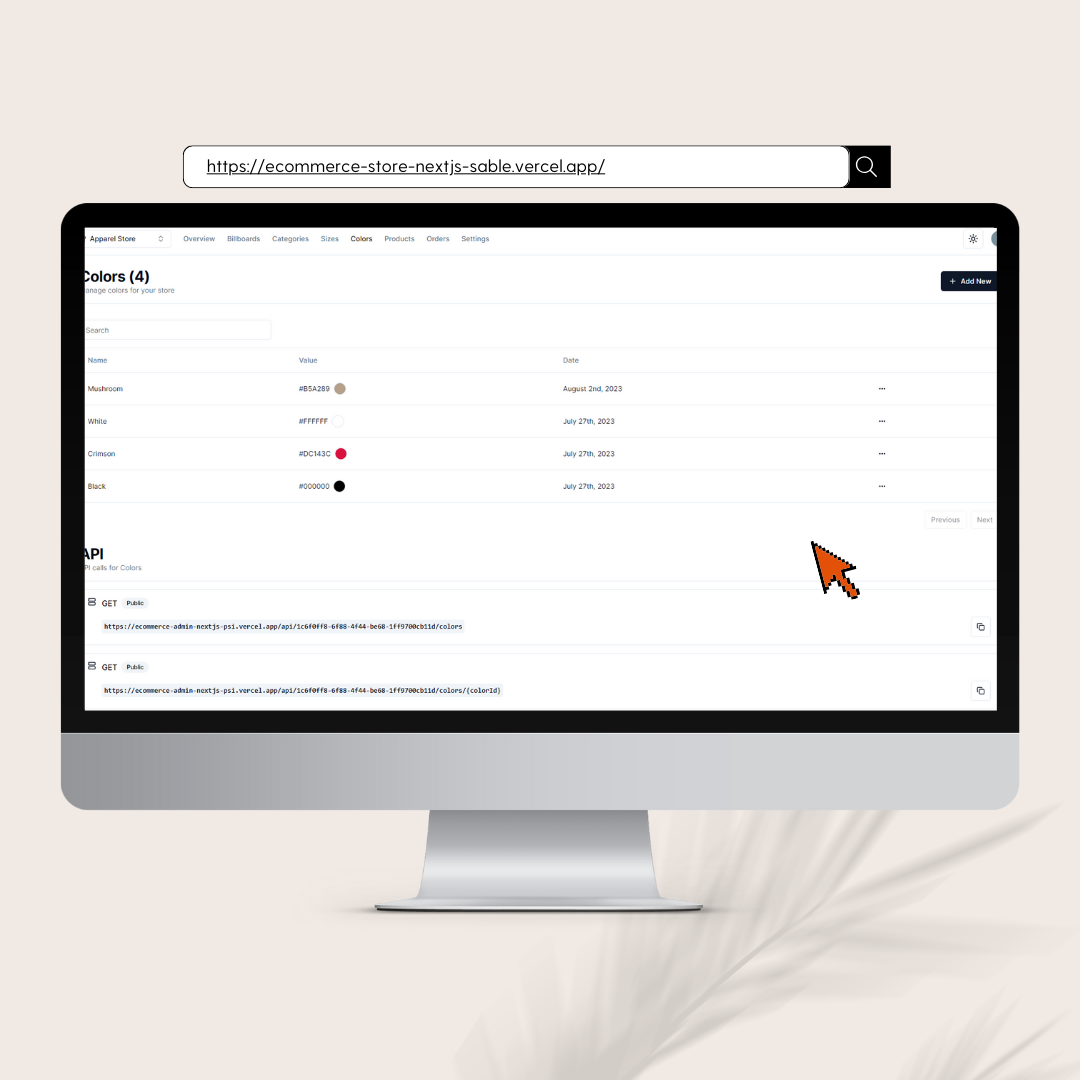 https://ecommerce-store-nextjs-sable.vercel.app/
Apparel Store Overview Billboards Categories Sizes Colors Products Orders Settings
Colors (4)
anage colors for your store
+ Add New
Search
Name Value Date
Mushroom #B5A289 August 2nd, 2023 ...
White #FFFFFF July 27th, 2023 ...
Crimson #DC143C July 27th, 2023 ...
Black #000000 July 27th, 2023 ...
Previous Next
API
PI calls for Colors
GET Public
https://ecommerce-admin-nextjs-psi.vercel.app/api/1c6f0ff8-6f88-4f44-be68-1ff9700cb11d/colors
GET Public
https://ecommerce-admin-nextjs-psi.vercel.app/api/1c6f0ff8-6f88-4f44-be68-1ff9700cb11d/colors/{colorId}